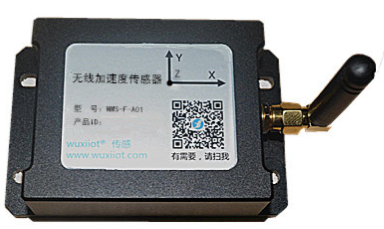 Y
Z
X
无线加速度传感器
型 号: WMS-F-A01
产品ID:
wuxiiot® 传感
www.wuxiiot.com
有需要,请扫我